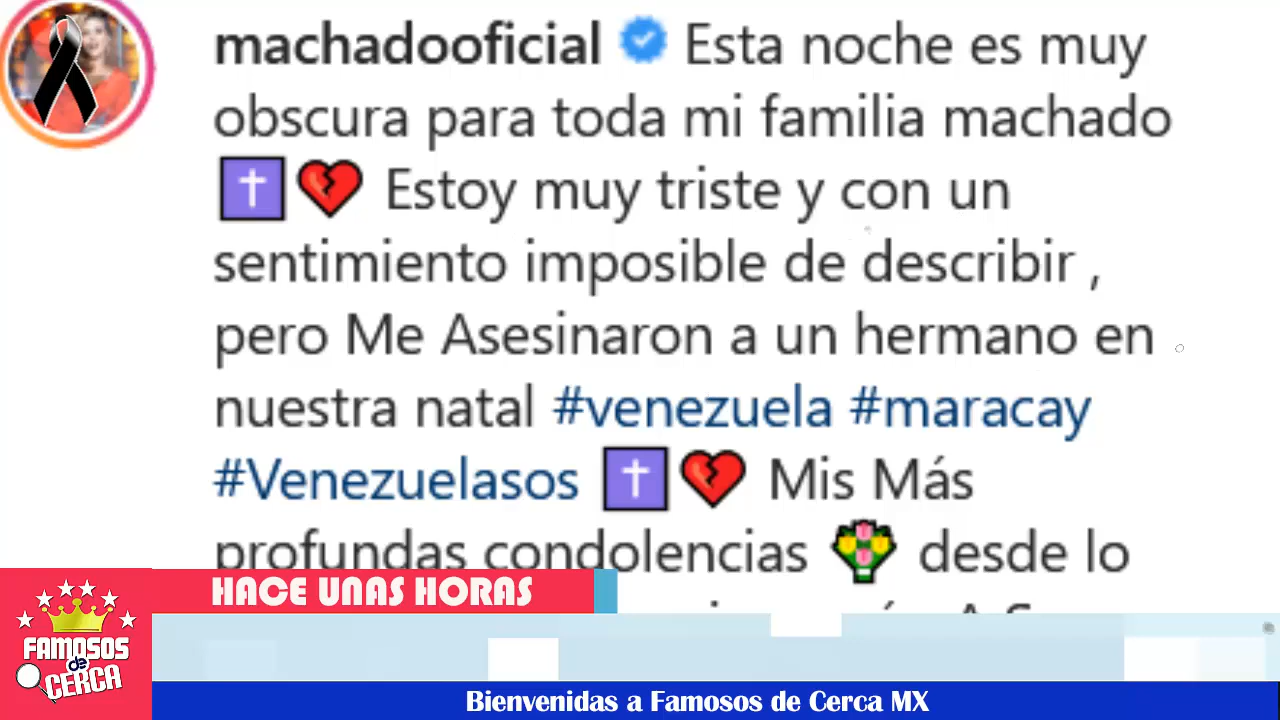 machadooficial Esta noche es muy
obscura para toda mi familia machado
Estoy muy triste y con un
sentimiento imposible de describir ,
pero Me Asesinaron a un hermano en
nuestra natal #venezuela #maracay
#Venezuelasos Mis Más
profundas condolencias desde lo
HACE UNAS HORAS
FAMOSOS
de
CERCA
Bienvenidas a Famosos de Cerca MX